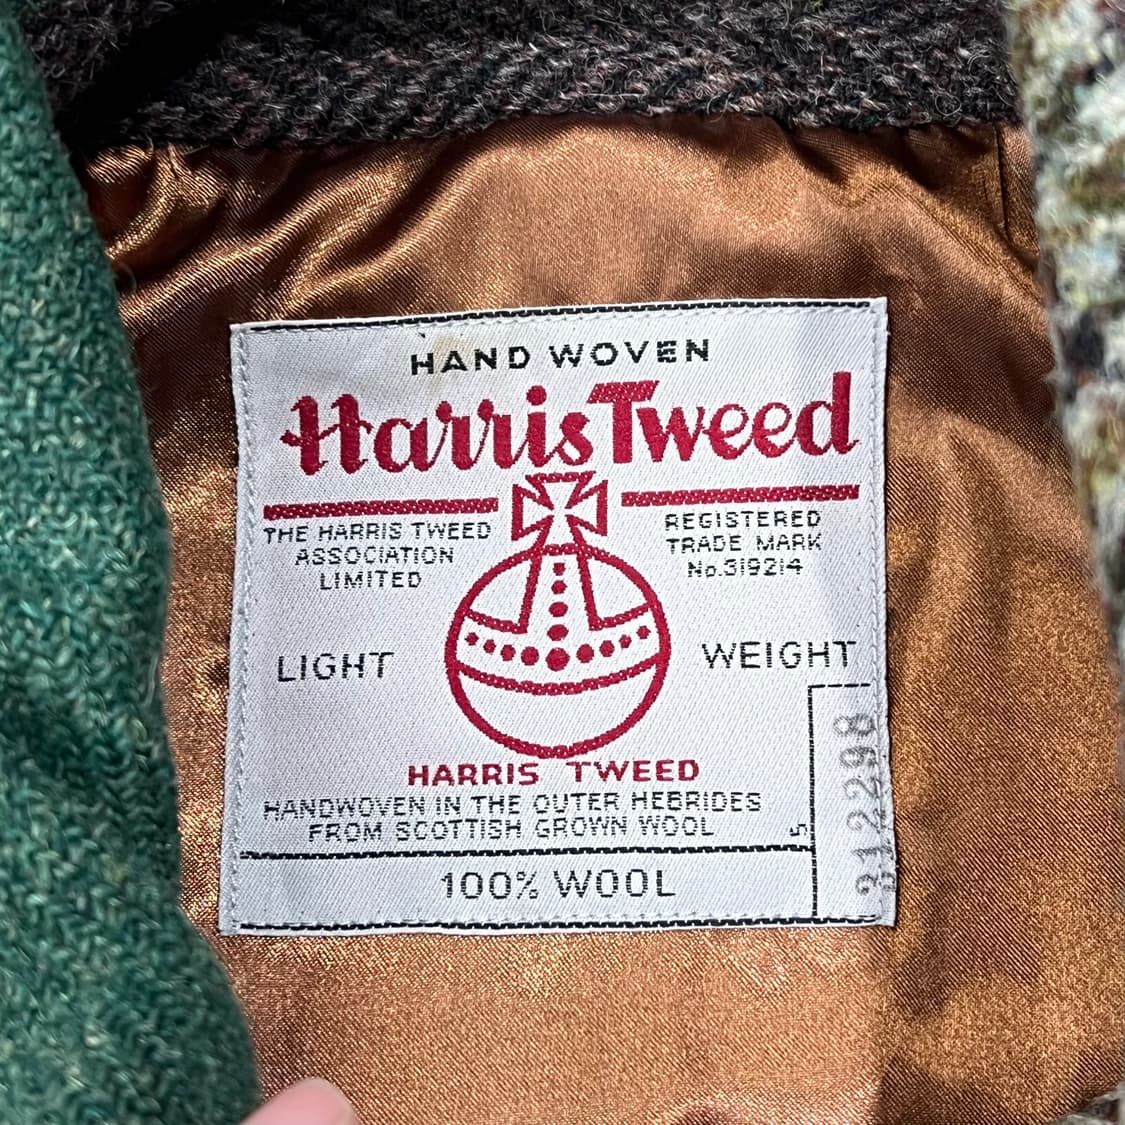 HAND WOVEN
Harris Tweed
THE HARRIS TWEED
ASSOCIATION
LIMITED
REGISTERED
TRADE MARK
No.319214
LIGHT WEIGHT
HARRIS TWEED
HANDWOVEN IN THE OUTER HEBRIDES
FROM SCOTTISH GROWN WOOL
5
100% WOOL
312298